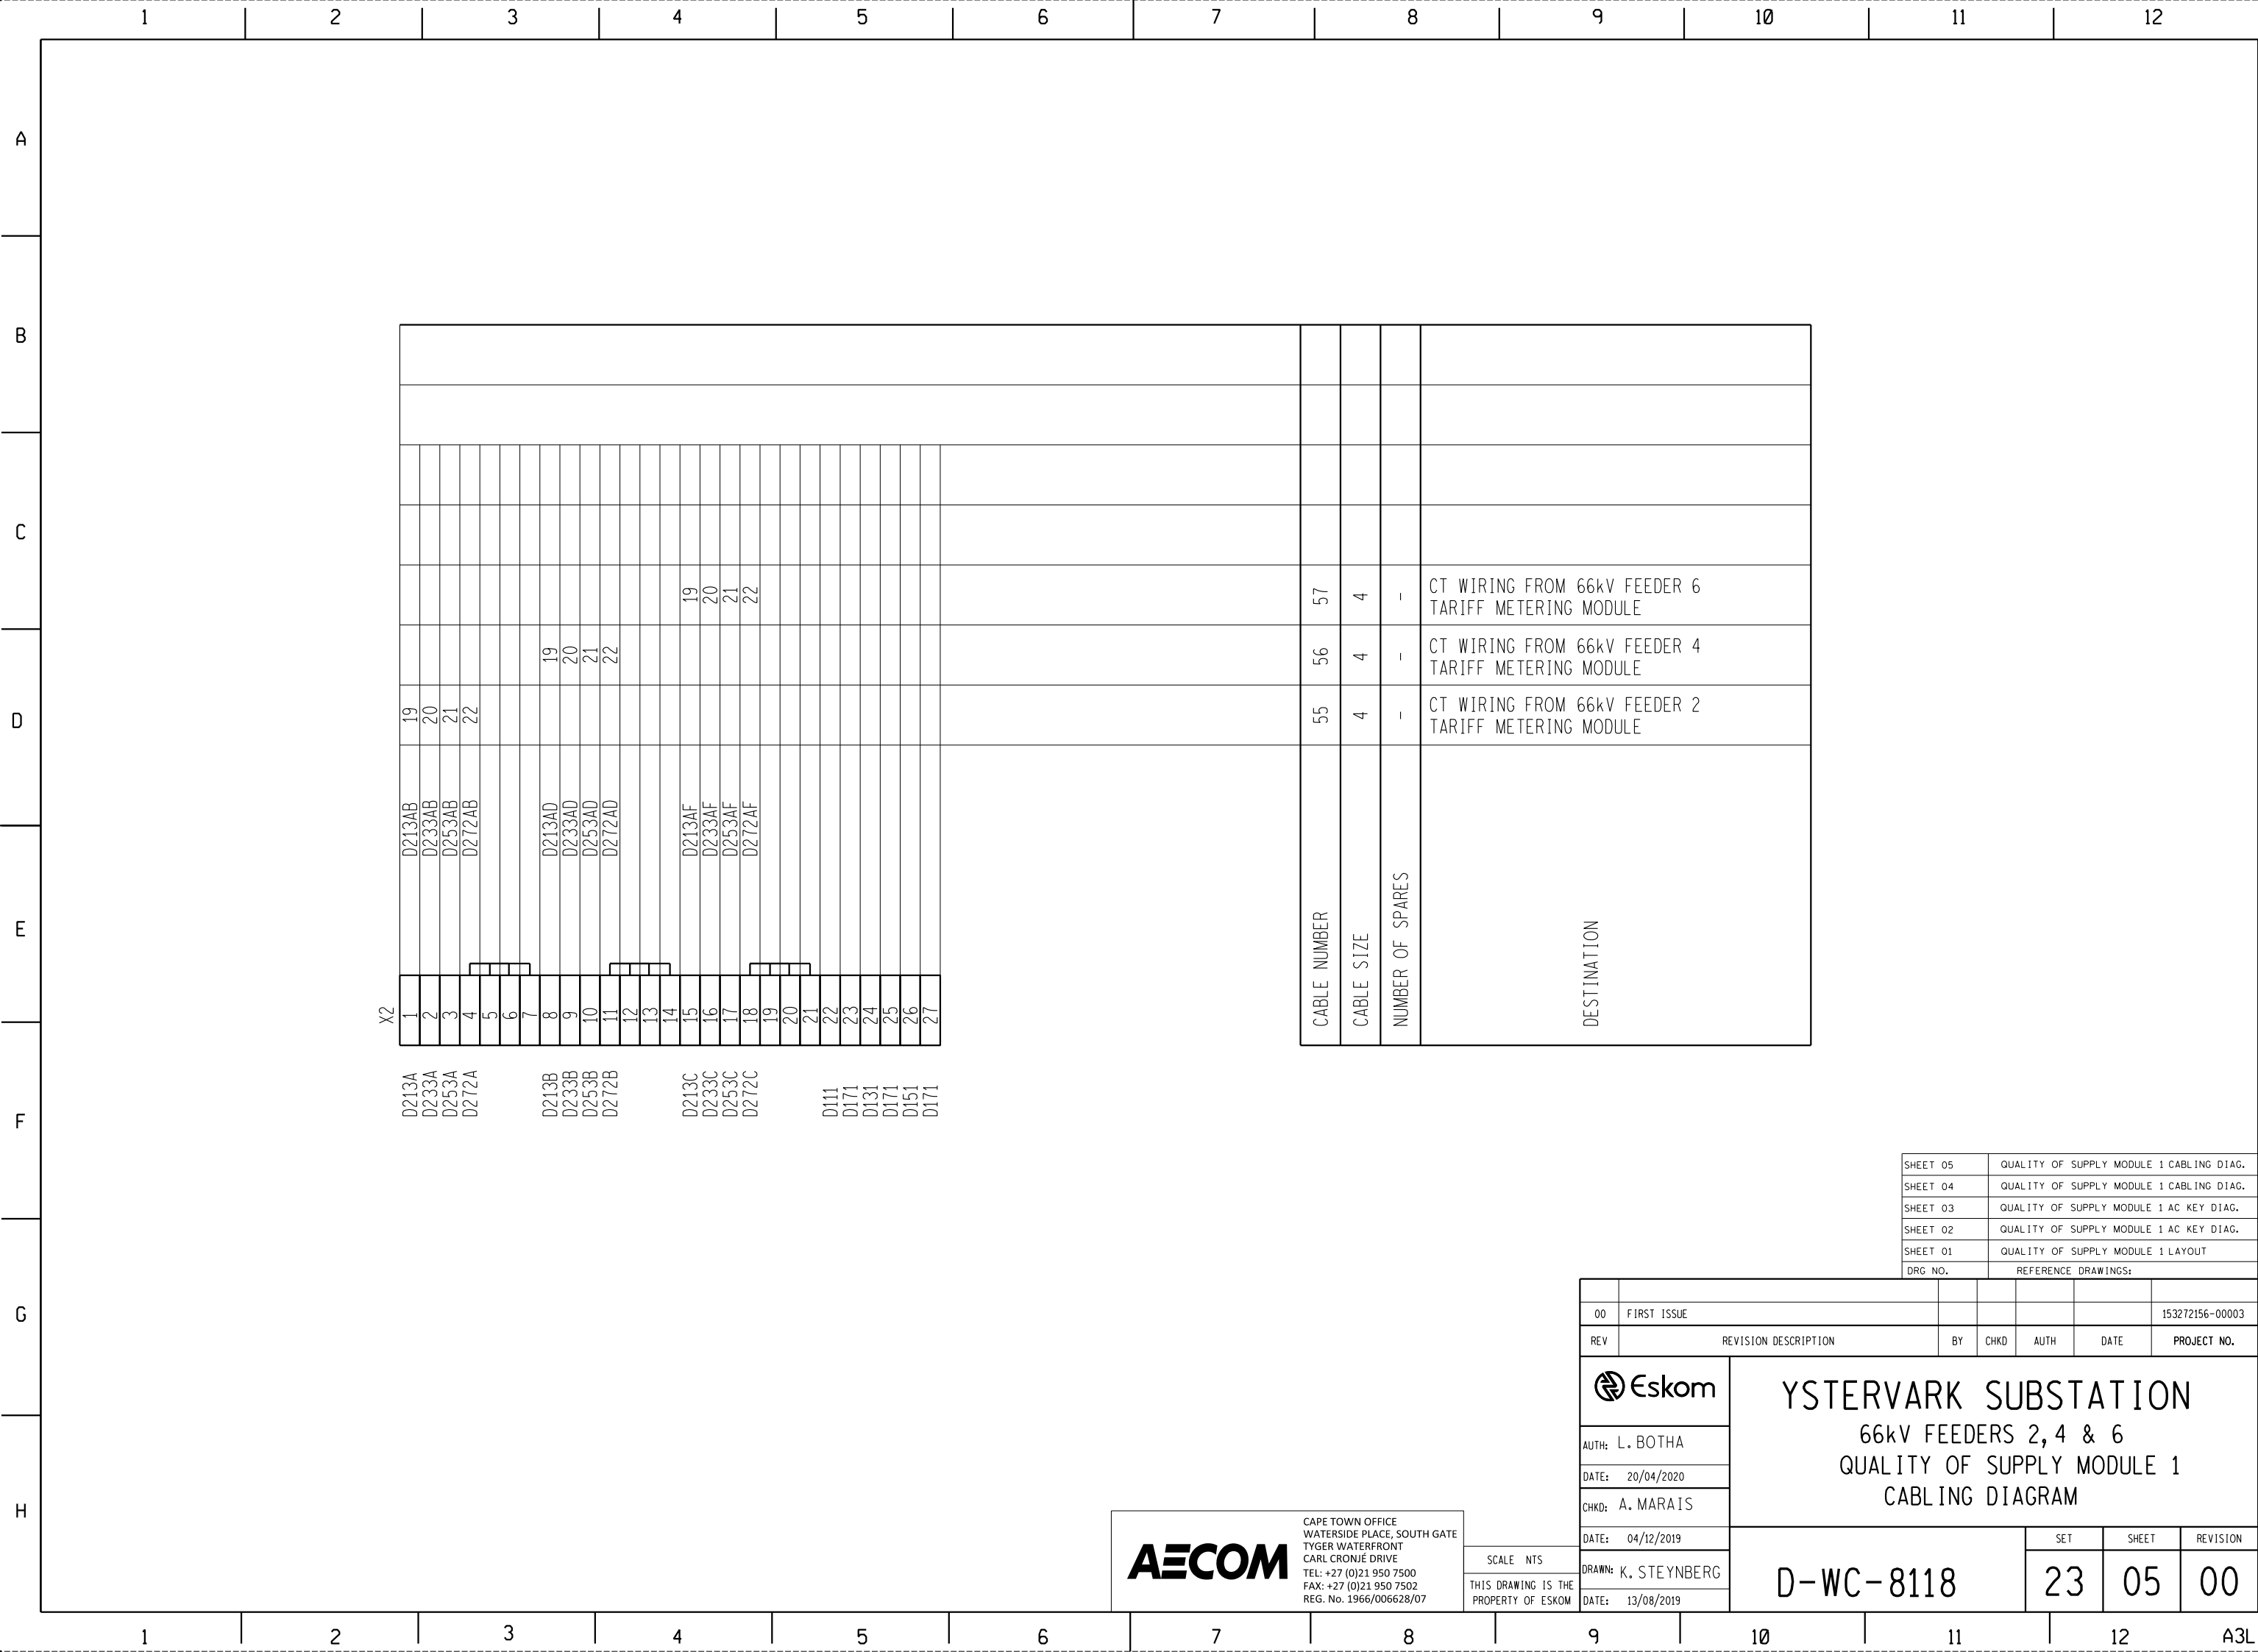 1 2 3 4 5 6 7 8 9 10 11 12
A
B
C
D
E
F
G
H
19 20 21 22
57 4 - CT WIRING FROM 66kV FEEDER 6
TARIFF METERING MODULE
19 20 21 22
56 4 - CT WIRING FROM 66kV FEEDER 4
TARIFF METERING MODULE
19 20 21 22
55 4 - CT WIRING FROM 66kV FEEDER 2
TARIFF METERING MODULE
D213AB
D233AB
D253AB
D272AB
D213AD
D233AD
D253AD
D272AD
D213AF
D233AF
D253AF
D272AF
CABLE NUMBER
CABLE SIZE
NUMBER OF SPARES
DESTINATION
X2
1 2 3 4 5 6 7 8 9 10 11 12 13 14 15 16 17 18 19 20 21 22 23 24 25 26 27
D213A
D233A
D253A
D272A
D213B
D233B
D253B
D272B
D213C
D233C
D253C
D272C
D111
D171
D131
D171
D151
D171
SHEET 05 QUALITY OF SUPPLY MODULE 1 CABLING DIAG.
SHEET 04 QUALITY OF SUPPLY MODULE 1 CABLING DIAG.
SHEET 03 QUALITY OF SUPPLY MODULE 1 AC KEY DIAG.
SHEET 02 QUALITY OF SUPPLY MODULE 1 AC KEY DIAG.
SHEET 01 QUALITY OF SUPPLY MODULE 1 LAYOUT
DRG NO. REFERENCE DRAWINGS:
00 FIRST ISSUE 153272156-00003
REV REVISION DESCRIPTION BY CHKD AUTH DATE PROJECT NO.
Eskom
AUTH: L. BOTHA
DATE: 20/04/2020
CHKD: A. MARAIS
DATE: 04/12/2019
DRAWN: K. STEYNBERG
DATE: 13/08/2019
YSTERVARK SUBSTATION
66kV FEEDERS 2,4 & 6
QUALITY OF SUPPLY MODULE 1
CABLING DIAGRAM
D-WC-8118
SET SHEET REVISION
23 05 00
AECOM
CAPE TOWN OFFICE
WATERSIDE PLACE, SOUTH GATE
TYGER WATERFRONT
CARL CRONJÉ DRIVE
TEL: +27 (0)21 950 7500
FAX: +27 (0)21 950 7502
REG. No. 1966/006628/07
SCALE NTS
THIS DRAWING IS THE
PROPERTY OF ESKOM
1 2 3 4 5 6 7 8 9 10 11 12 A3L